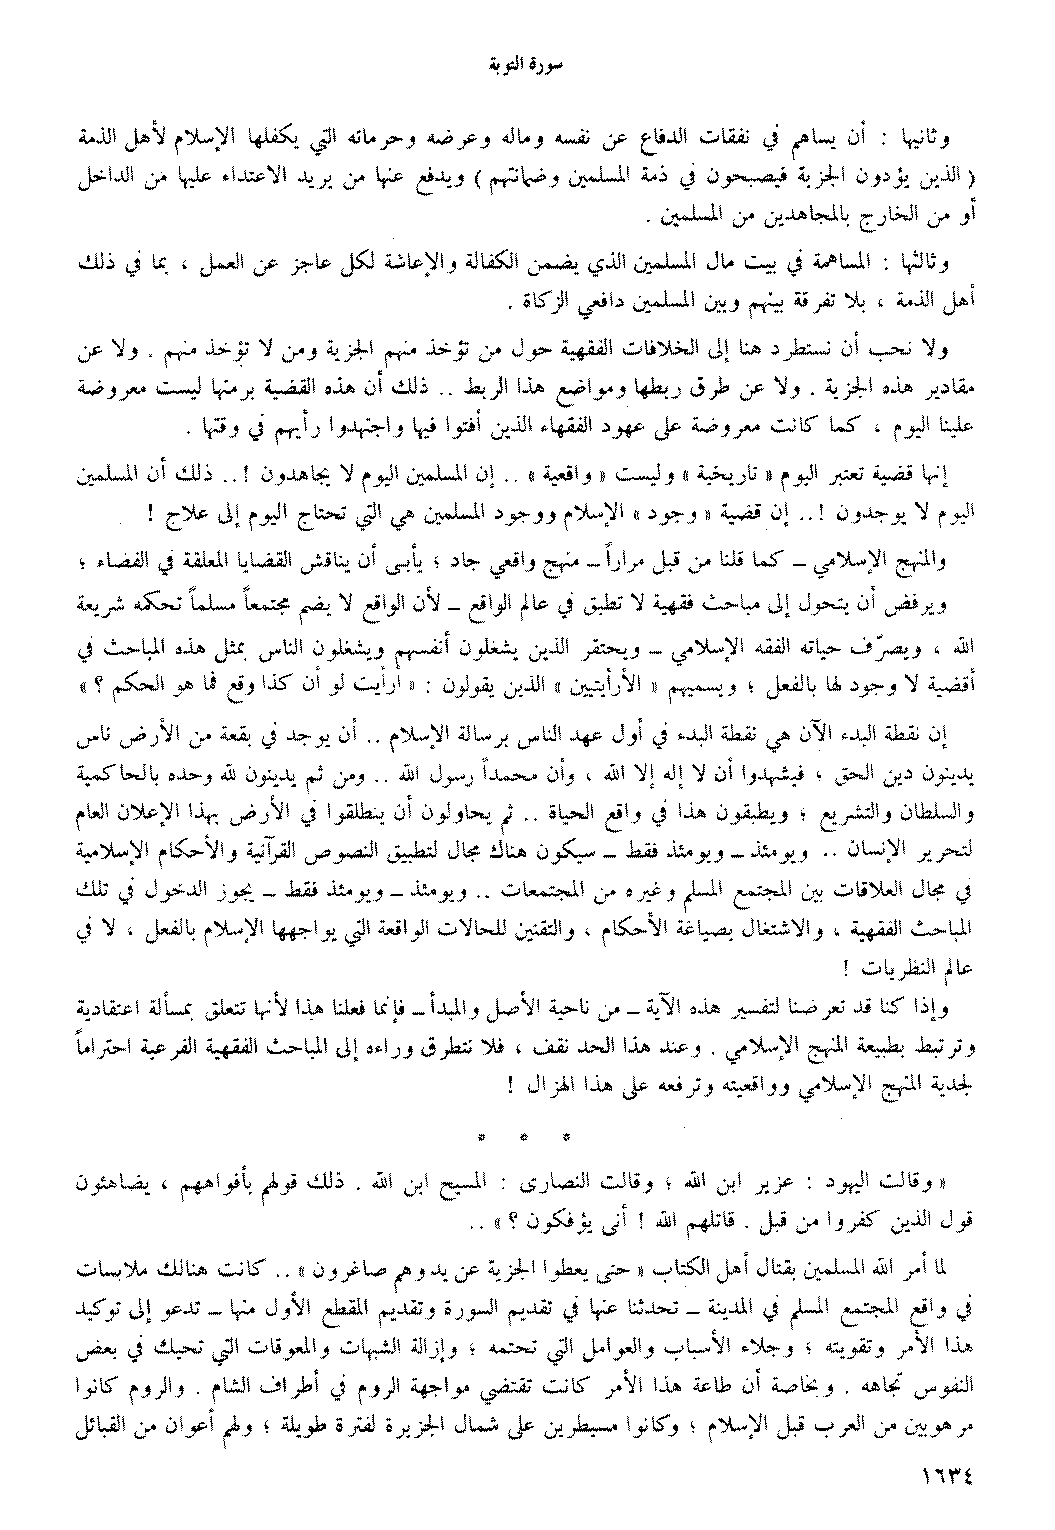 سورة التوبة
وثانيها : أن يساهم في نفقات الدفاع عن نفسه وماله وعرضه وحرماته التي يكفلها الإسلام لأهل الذمة
( الذين يؤدون الجزية فيصبحون في ذمة المسلمين وضمانتهم ) ويدفع عنها من يريد الاعتداء عليها من الداخل
أو من الخارج بالمجاهدين من المسلمين .
وثالثها : المساهمة في بيت مال المسلمين الذي يضمن الكفالة والإعاشة لكل عاجز عن العمل ، بما في ذلك
أهل الذمة ، بلا تفرقة بينهم وبين المسلمين دافعي الزكاة .
ولا نحب أن نستطرد هنا إلى الخلافات الفقهية حول من تؤخذ منهم الجزية ومن لا تؤخذ منهم . ولا عن
مقادير هذه الجزية . ولا عن طرق ربطها ومواضع هذا الربط .. ذلك أن هذه القضية برمتها ليست معروضة
علينا اليوم ، كما كانت معروضة على عهود الفقهاء الذين أفتوا فيها واجتهدوا رأيهم في وقتها .
إنها قضية تعتبر اليوم « تاريخية » وليست « واقعية » .. إن المسلمين اليوم لا يجاهدون !.. ذلك أن المسلمين
اليوم لا يوجدون !.. إن قضية « وجود » الإسلام ووجود المسلمين هي التي تحتاج اليوم إلى علاج !
والمنهج الإسلامي – كما قلنا من قبل مراراً – منهج واقعي جاد ؛ يأبى أن يناقش القضايا المعلقة في الفضاء ؛
ويرفض أن يتحول إلى مباحث فقهية لا تطبق في عالم الواقع – لأن الواقع لا يضم مجتمعاً مسلماً تحكمه شريعة
الله ، ويصرّف حياته الفقه الإسلامي – ويحتقر الذين يشغلون أنفسهم ويشغلون الناس بمثل هذه المباحث في
أقضية لا وجود لها بالفعل ؛ ويسميهم « الأرأيتيين » الذين يقولون : « أرأيت لو أن كذا وقع فما هو الحكم ؟ »
إن نقطة البدء الآن هي نقطة البدء في أول عهد الناس برسالة الإسلام .. أن يوجد في بقعة من الأرض ناس
يدينون دين الحق ؛ فيشهدوا أن لا إله إلا الله ، وأن محمداً رسول الله .. ومن ثم يدينون لله وحده بالحاكمية
والسلطان والتشريع ؛ ويطبقون هذا في واقع الحياة .. ثم يحاولون أن ينطلقوا في الأرض بهذا الإعلان العام
لتحرير الإنسان .. ويومئذ – ويومئذ فقط – سيكون هناك مجال لتطبيق النصوص القرآنية والأحكام الإسلامية
في مجال العلاقات بين المجتمع المسلم وغيره من المجتمعات .. ويومئذ – ويومئذ فقط – يجوز الدخول في تلك
المباحث الفقهية ، والاشتغال بصياغة الأحكام ، والتقنين للحالات الواقعة التي يواجهها الإسلام بالفعل ، لا في
عالم النظريات !
وإذا كنا قد تعرضنا لتفسير هذه الآية – من ناحية الأصل والمبدأ – فإنما فعلنا هذا لأنها تتعلق بمسألة اعتقادية
وترتبط بطبيعة المنهج الإسلامي . وعند هذا الحد نقف ، فلا نتطرق وراءه إلى المباحث الفقهية الفرعية احتراماً
لجدية المنهج الإسلامي وواقعيته وترفعه على هذا الهزال !
* * *
« وقالت اليهود : عزير ابن الله ؛ وقالت النصارى : المسيح ابن الله . ذلك قولهم بأفواههم ، يضاهئون
قول الذين كفروا من قبل . قاتلهم الله ! أنى يؤفكون ؟ » ..
لما أمر الله المسلمين بقتال أهل الكتاب « حتى يعطوا الجزية عن يد وهم صاغرون » .. كانت هنالك ملابسات
في واقع المجتمع المسلم في المدينة – تحدثنا عنها في تقديم السورة وتقديم المقطع الأول منها – تدعو إلى توكيد
هذا الأمر وتقويته ؛ وجلاء الأسباب والعوامل التي تحتمه ؛ وإزالة الشبهات والمعوقات التي تحيك في بعض
النفوس تجاهه . وبخاصة أن طاعة هذا الأمر كانت تقتضي مواجهة الروم في أطراف الشام . والروم كانوا
مرهوبين من العرب قبل الإسلام ؛ وكانوا مسيطرين على شمال الجزيرة لفترة طويلة ؛ ولهم أعوان من القبائل
١٦٣٤